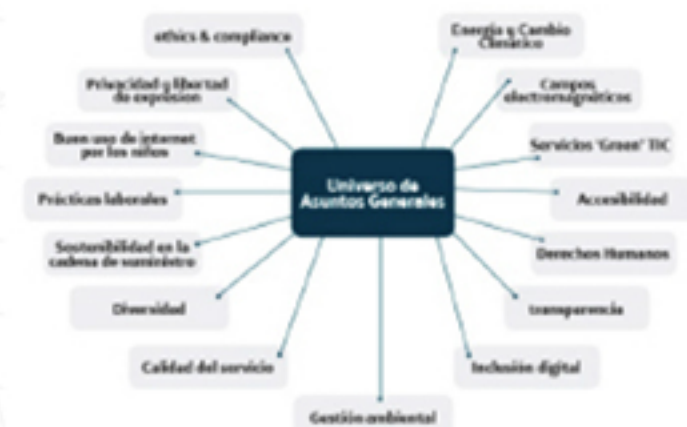 ethics & compliance
Energía y Cambio
Climático
Privacidad y libertad
de expresion
Campos
electromagnéticos
Buen uso de internet
por los niños
Servicios 'Green' TIC
Universo de
Asuntos Generales
Prácticas laborales
Accesibilidad
Sostenibilidad en la
cadena de suministro
Derechos Humanos
Diversidad
transparencia
Calidad del servicio
Inclusión digital
Gestión ambiental